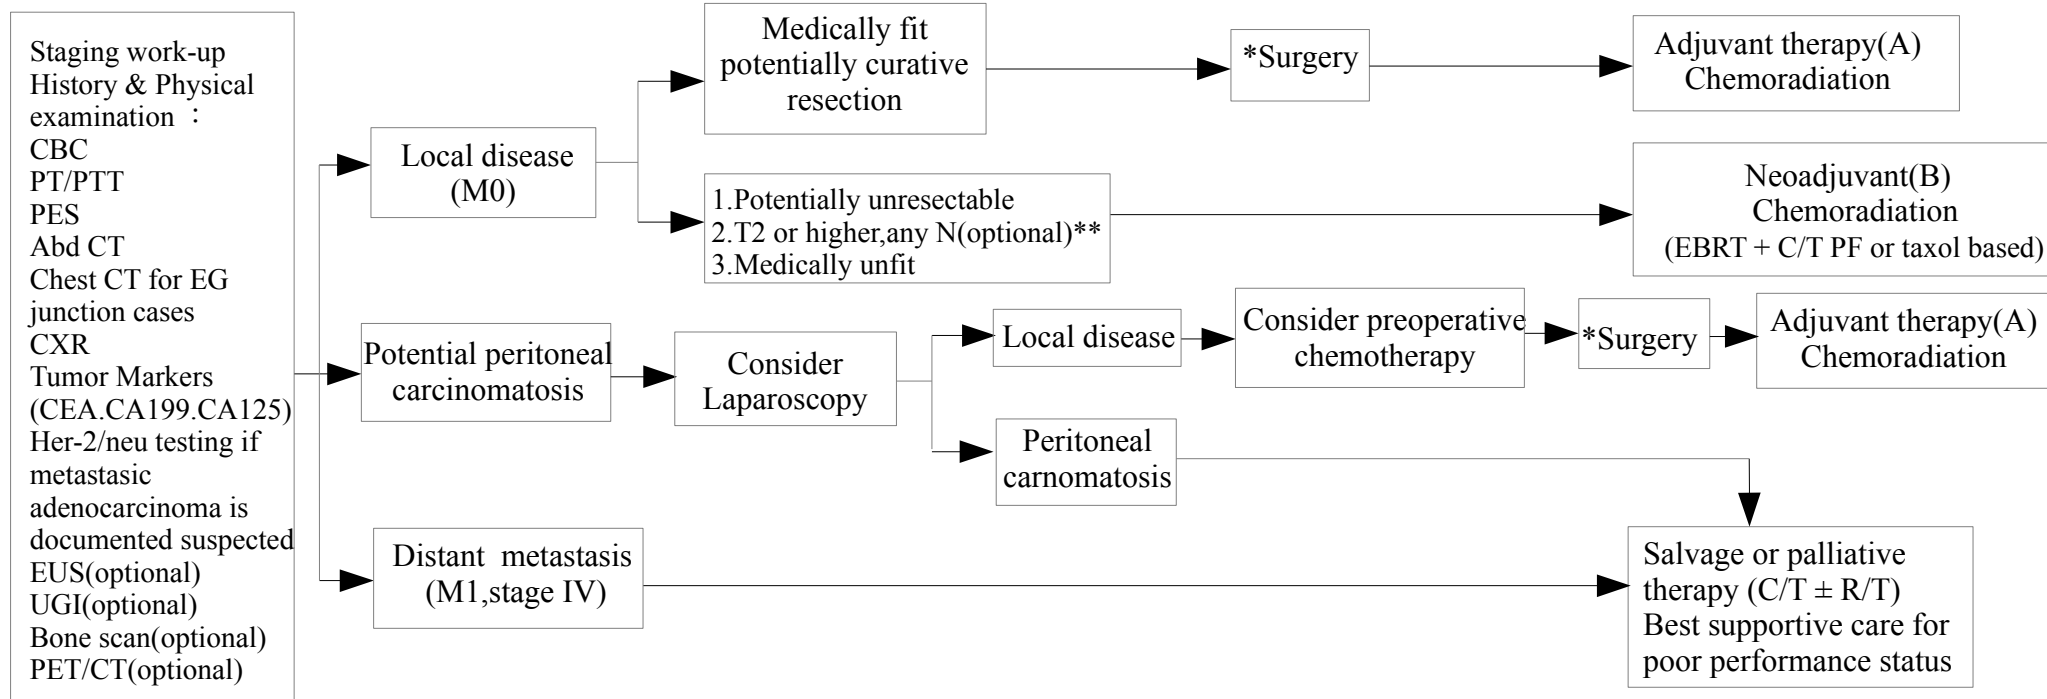 Staging work-up
History & Physical
examination ：
CBC
PT/PTT
PES
Abd CT
Chest CT for EG
junction cases
CXR
Tumor Markers
(CEA.CA199.CA125)
Her-2/neu testing if
metastasic
adenocarcinoma is
documented suspected
EUS(optional)
UGI(optional)
Bone scan(optional)
PET/CT(optional)
Local disease
(M0)
Medically fit
potentially curative
resection
*Surgery
Adjuvant therapy(A)
Chemoradiation
1.Potentially unresectable
2.T2 or higher,any N(optional)**
3.Medically unfit
Neoadjuvant(B)
Chemoradiation
(EBRT + C/T PF or taxol based)
Potential peritoneal
carcinomatosis
Consider
Laparoscopy
Local disease
Consider preoperative
chemotherapy
*Surgery
Adjuvant therapy(A)
Chemoradiation
Peritoneal
carnomatosis
Distant metastasis
(M1,stage IV)
Salvage or palliative
therapy (C/T ± R/T)
Best supportive care for
poor performance status